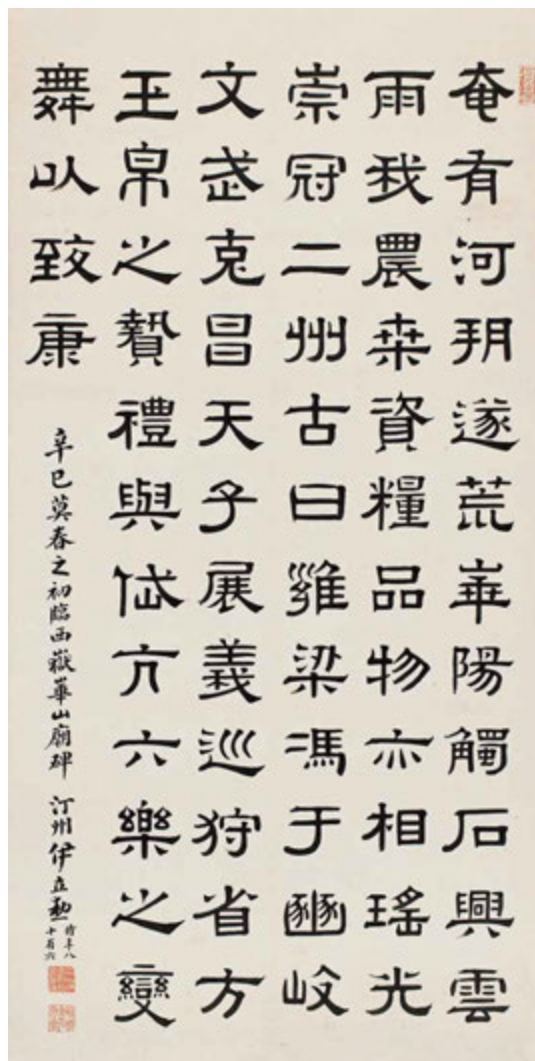 奄有河朔遂荒崋陽觸石興雲
雨我農桒資糧品物亦相瑤光
崇冠二州古曰雍梁馮于豳岐
文武克昌天子展義巡狩省方
玉帛之贄禮與岱亢六樂之變
舞以致康
辛巳莫春之初臨西嶽華山廟碑 汀州伊立勳 時年八十有六